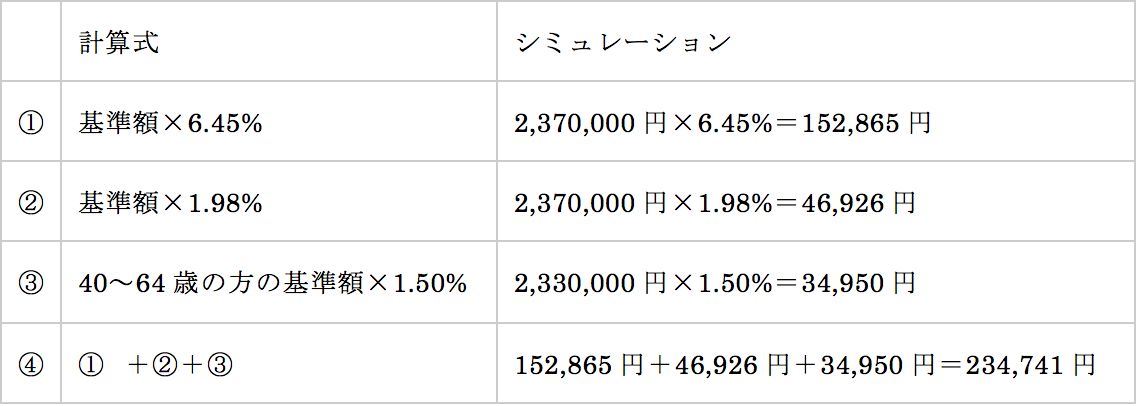 計算式 シミュレーション
① 基準額×6.45% 2,370,000 円×6.45%＝152,865 円
② 基準額×1.98% 2,370,000 円×1.98%＝46,926 円
③ 40～64 歳の方の基準額×1.50% 2,330,000 円×1.50%＝34,950 円
④ ①　＋②＋③ 152,865 円＋46,926 円＋34,950 円＝234,741 円